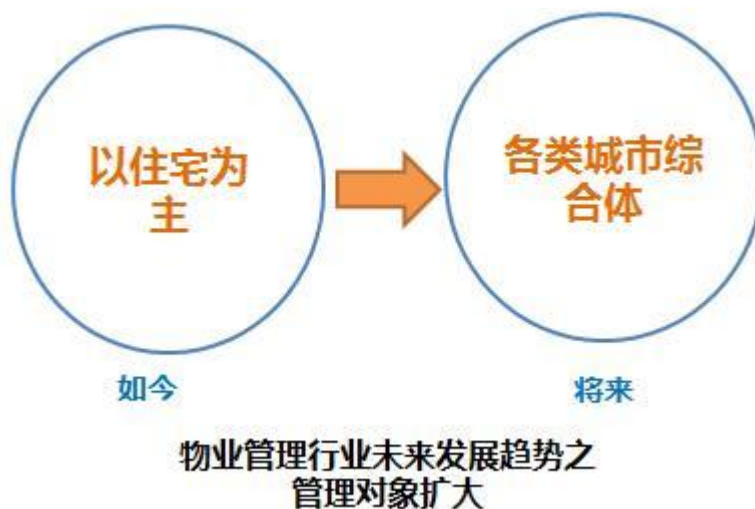 以住宅为
主
各类城市综
合体
如今
将来
物业管理行业未来发展趋势之
管理对象扩大